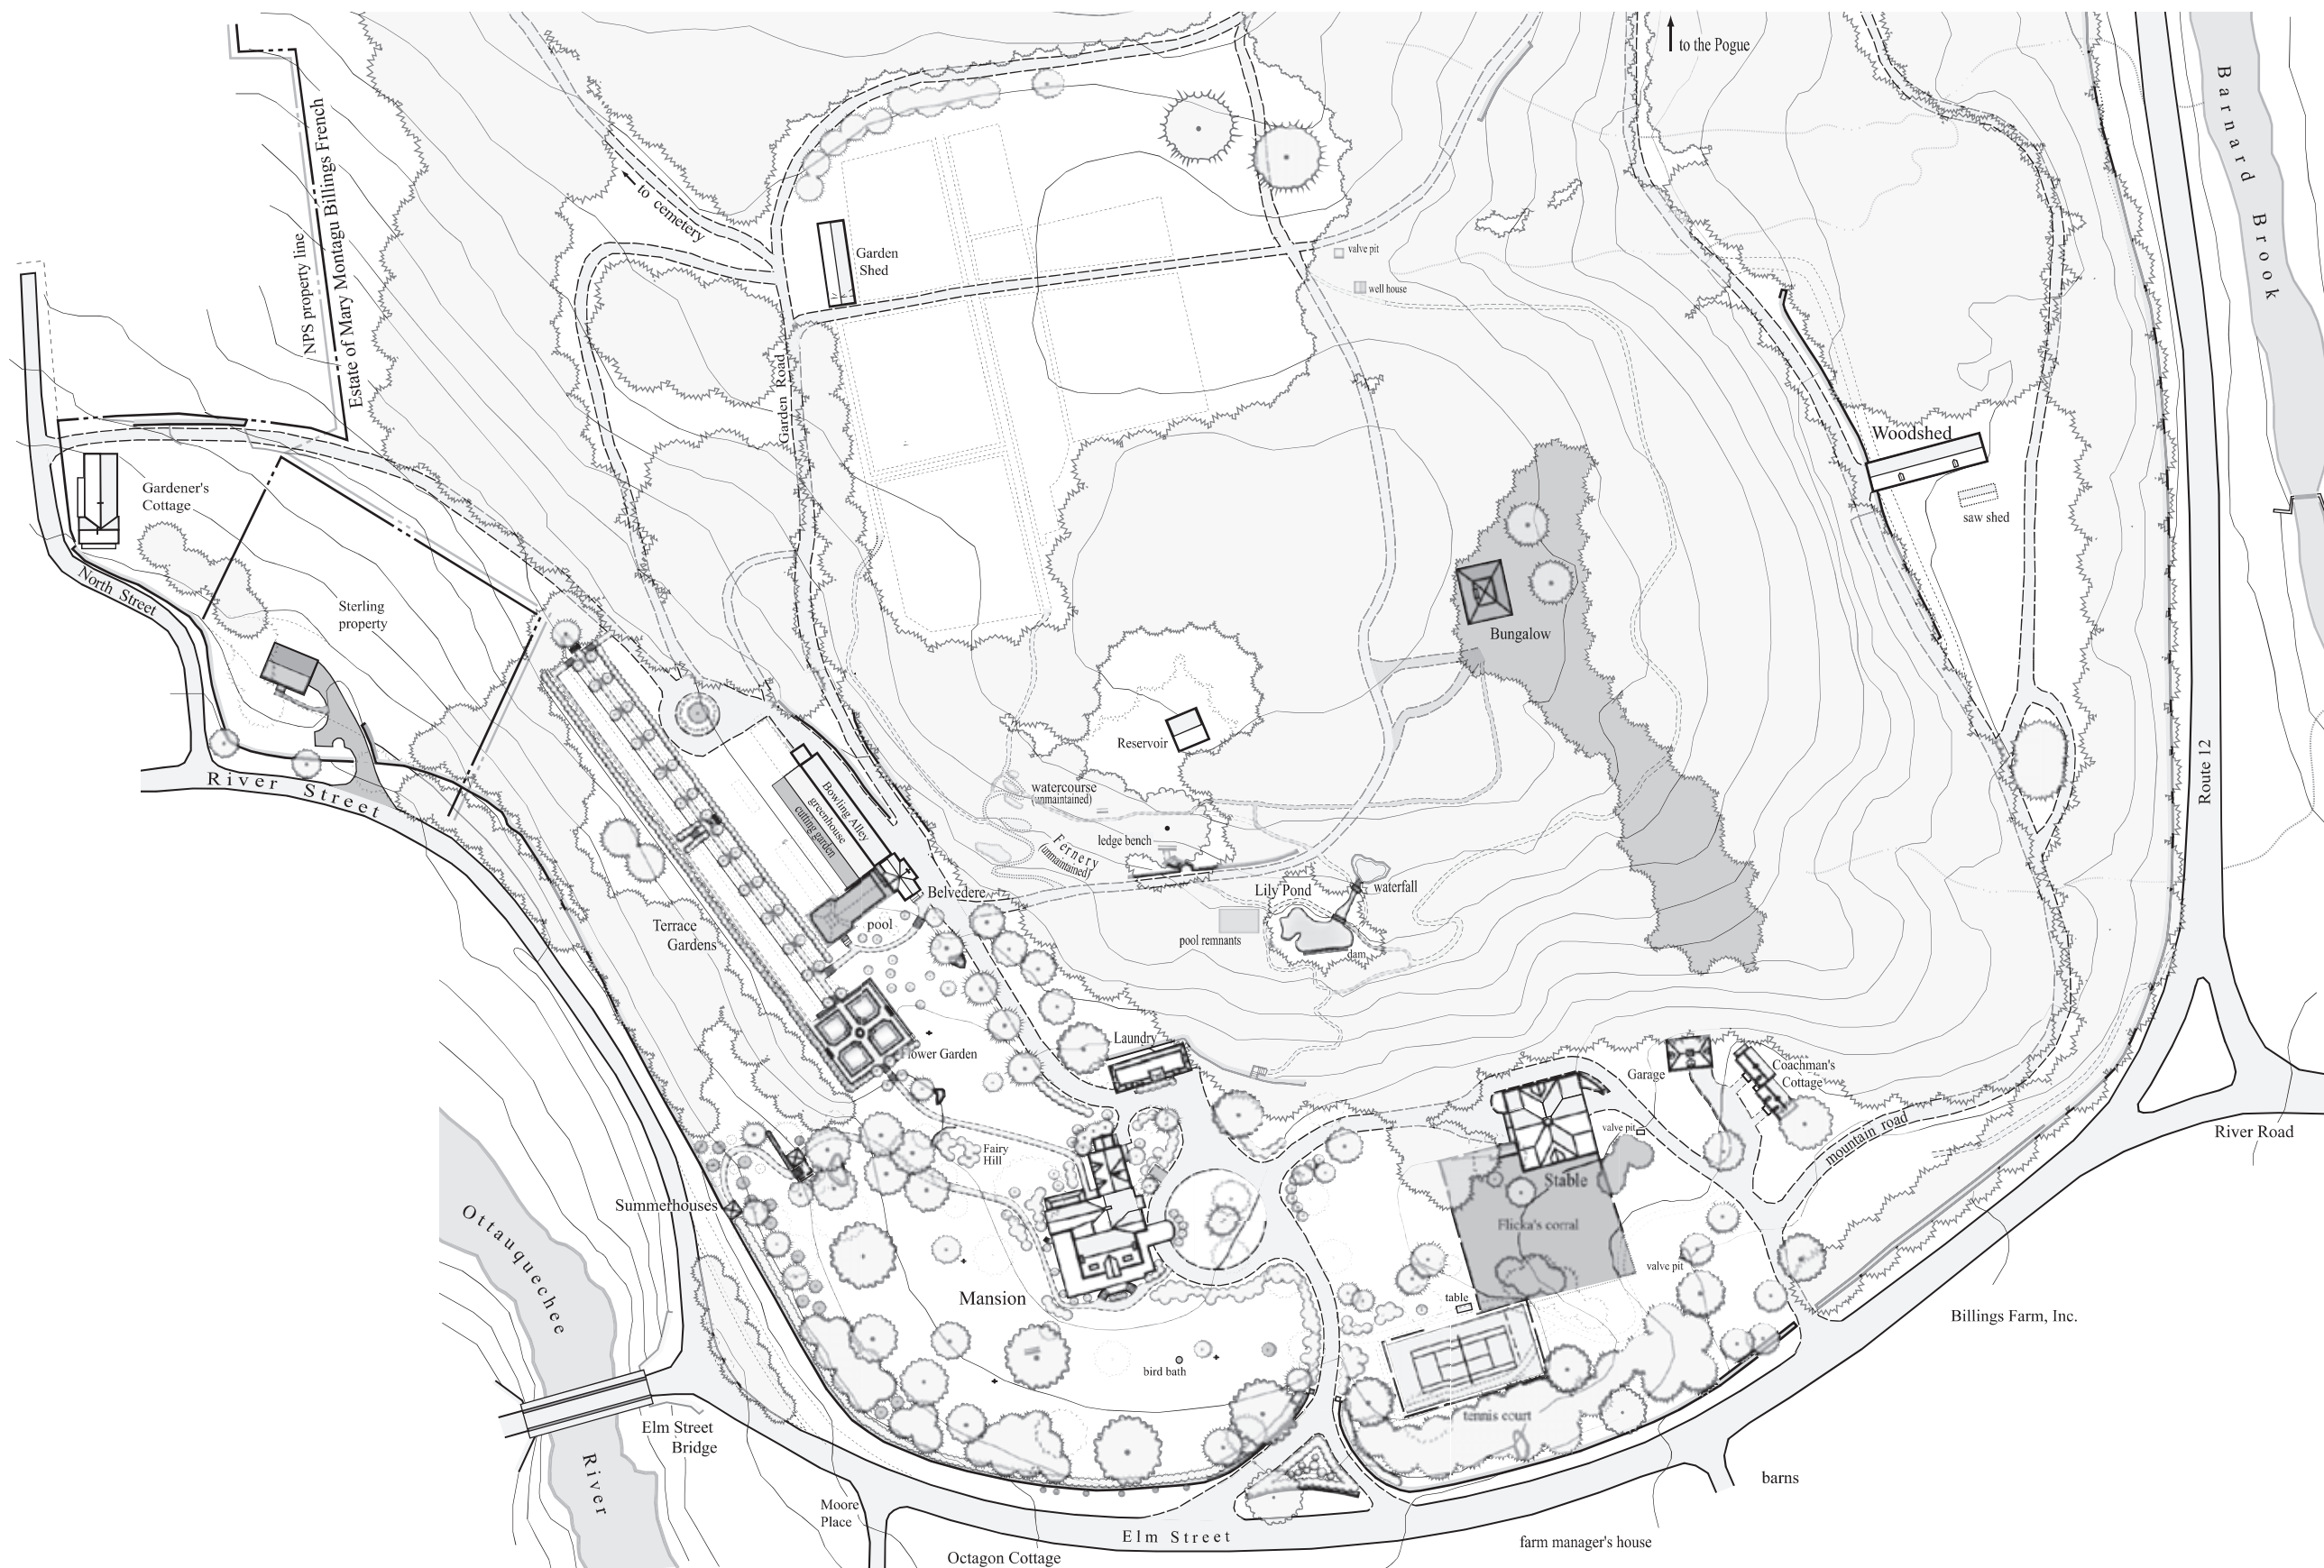 to the Pogue
Barnard Brook
Estate of Mary Montagu Billings French
NPS property line
to cemetery
Garden
Shed
valve pit
well house
Garden Road
Woodshed
saw shed
Gardener's
Cottage
North Street
Sterling
property
Bungalow
Reservoir
River Street
Route 12
Bowling Alley
greenhouse
cutting garden
watercourse
(unmaintained)
ledge bench
Fernery
(unmaintained)
Belvedere
Lily Pond
waterfall
pool
pool remnants
dam
Terrace
Gardens
Flower Garden
Laundry
Garage
Coachman's
Cottage
valve pit
mountain road
River Road
Fairy
Hill
Stable
Summerhouses
Flicka's corral
valve pit
Ottauquechee
River
Mansion
table
Billings Farm, Inc.
bird bath
tennis court
Elm Street
Bridge
barns
Moore
Place
Elm Street
farm manager's house
Octagon Cottage